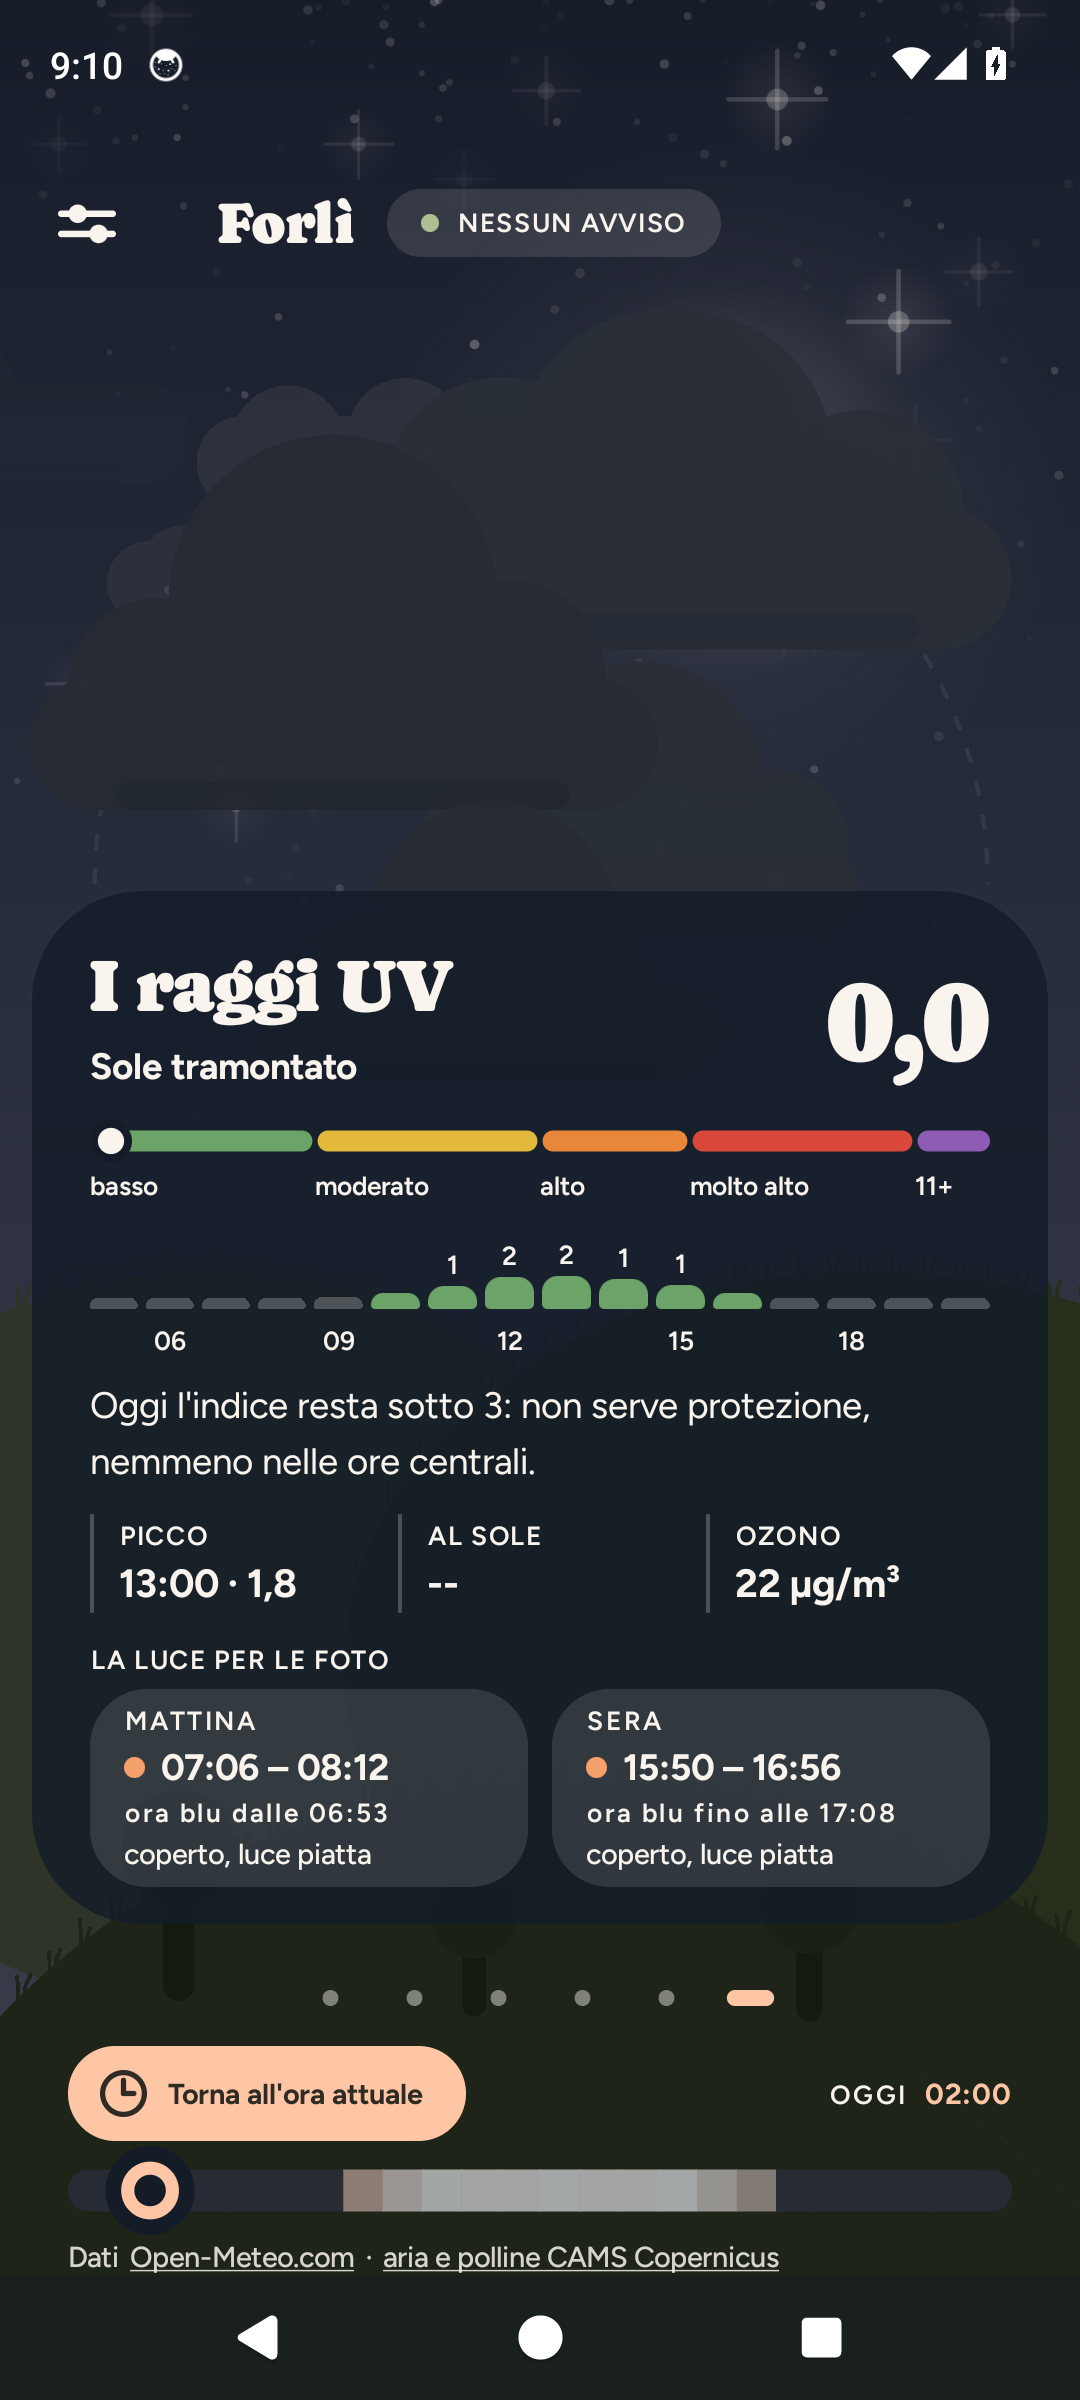 9:10
Forlì
NESSUN AVVISO
I raggi UV
0,0
Sole tramontato
basso moderato alto molto alto 11+
1 2 2 1 1
06 09 12 15 18
Oggi l'indice resta sotto 3: non serve protezione,
nemmeno nelle ore centrali.
PICCO AL SOLE OZONO
13:00 · 1,8 -- 22 µg/m³
LA LUCE PER LE FOTO
MATTINA SERA
07:06 – 08:12 15:50 – 16:56
ora blu dalle 06:53 ora blu fino alle 17:08
coperto, luce piatta coperto, luce piatta
Torna all'ora attuale OGGI 02:00
Dati Open-Meteo.com · aria e polline CAMS Copernicus